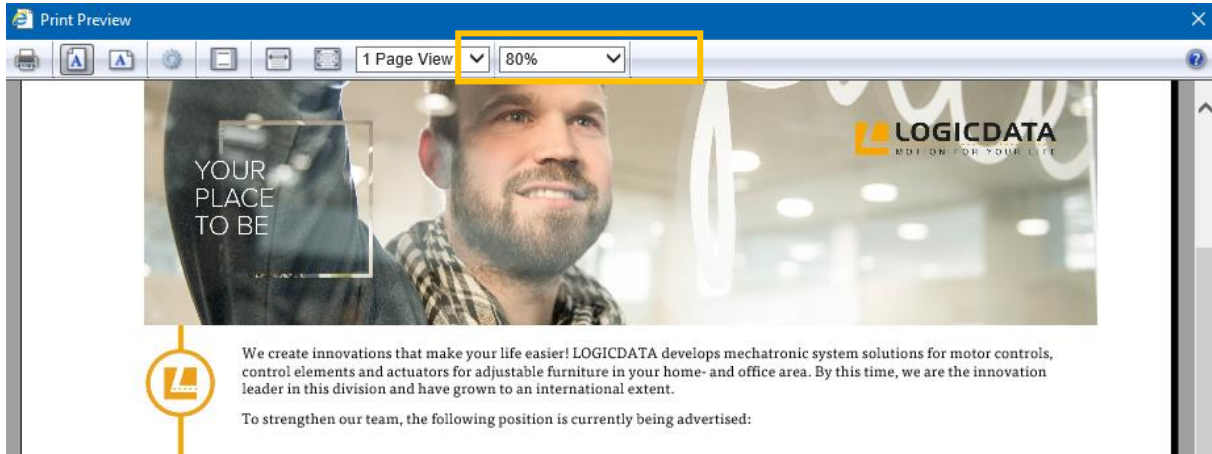 Print Preview
1 Page View
80%
YOUR
PLACE
TO BE
LOGICDATA
MOTION FOR YOUR LIFE
We create innovations that make your life easier! LOGICDATA develops mechatronic system solutions for motor controls,
control elements and actuators for adjustable furniture in your home- and office area. By this time, we are the innovation
leader in this division and have grown to an international extent.
To strengthen our team, the following position is currently being advertised: